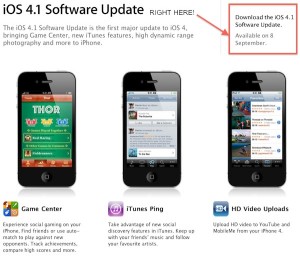 iOS 4.1 Software Update
RIGHT HERE!
Download the iOS 4.1
Software Update.
Available on 8
September.
The iOS 4.1 Software Update is the first major update to iOS 4,
bringing Game Center, new iTunes features, high dynamic range
photography and more to iPhone.
THOR
Game Center
Experience social gaming on your
iPhone. Find friends or use auto-
match to play against new
opponents. Track achievements,
compare high scores and more.
iTunes Ping
Take advantage of new social
discovery features in iTunes. Keep up
with your friends' music and follow
your favourite artists.
HD Video Uploads
Upload HD video to YouTube and
MobileMe from your iPhone 4.